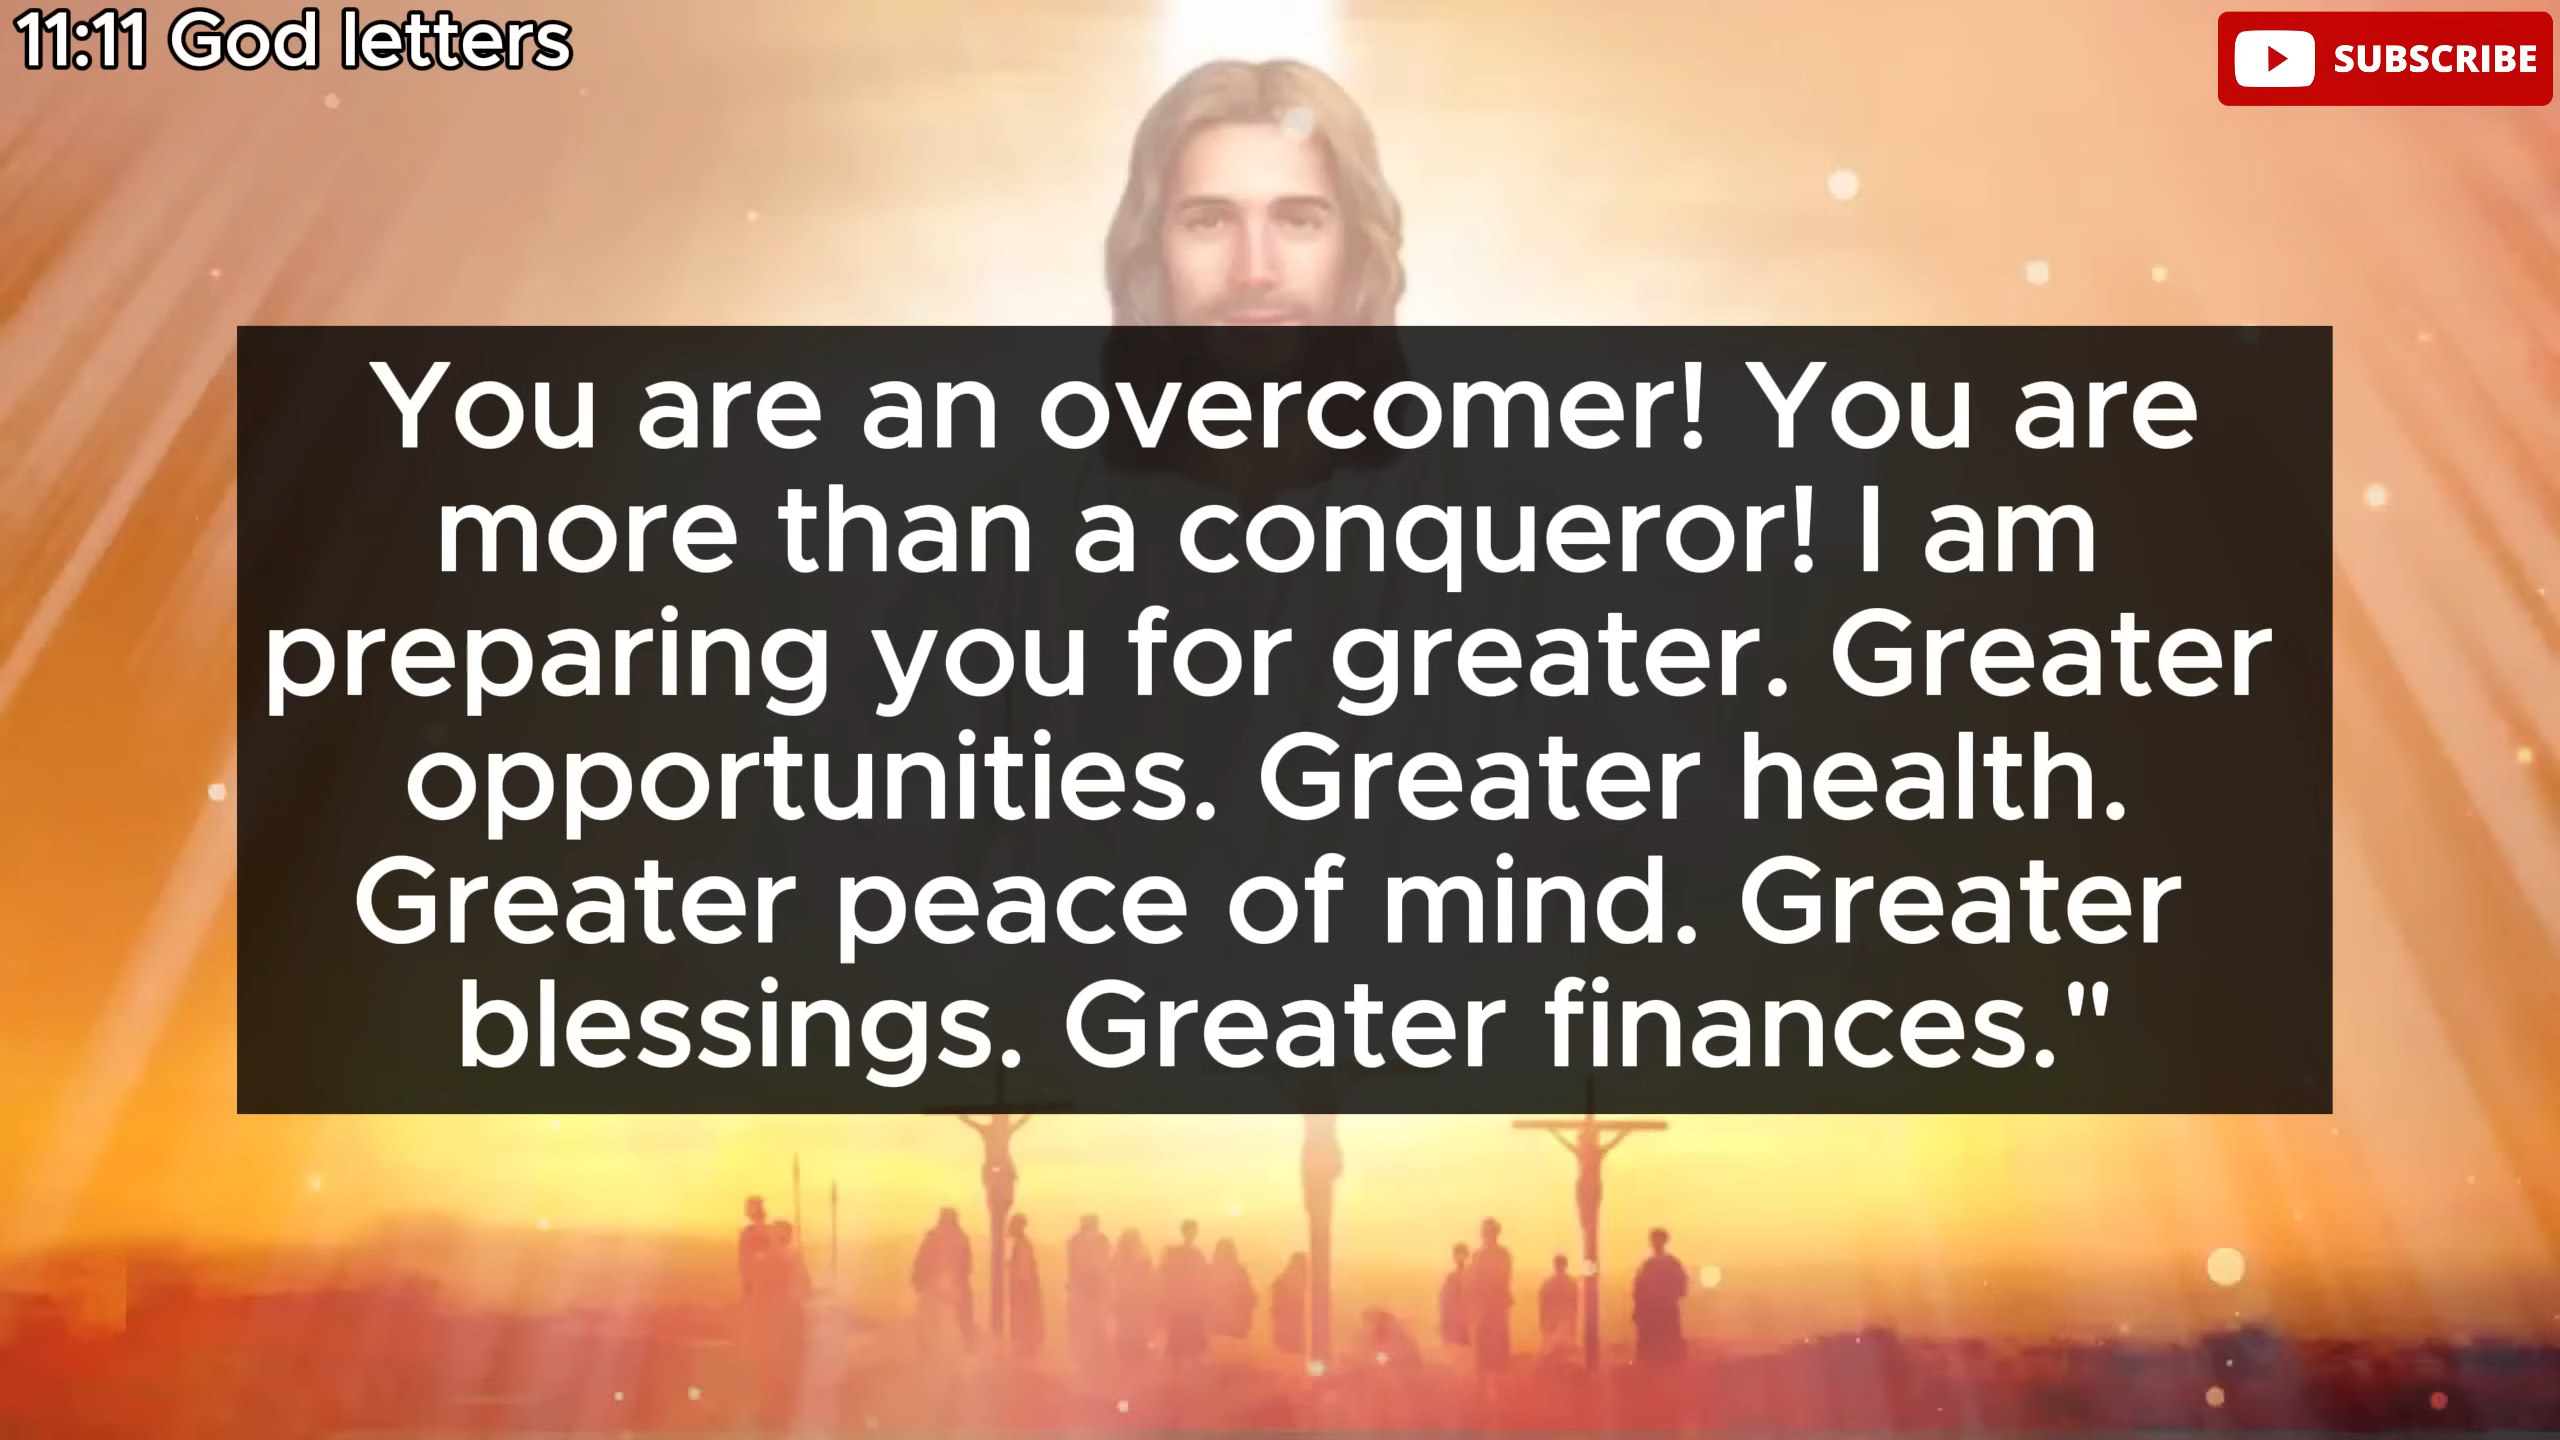 11:11 God letters
SUBSCRIBE
You are an overcomer! You are
more than a conqueror! I am
preparing you for greater. Greater
opportunities. Greater health.
Greater peace of mind. Greater
blessings. Greater finances."